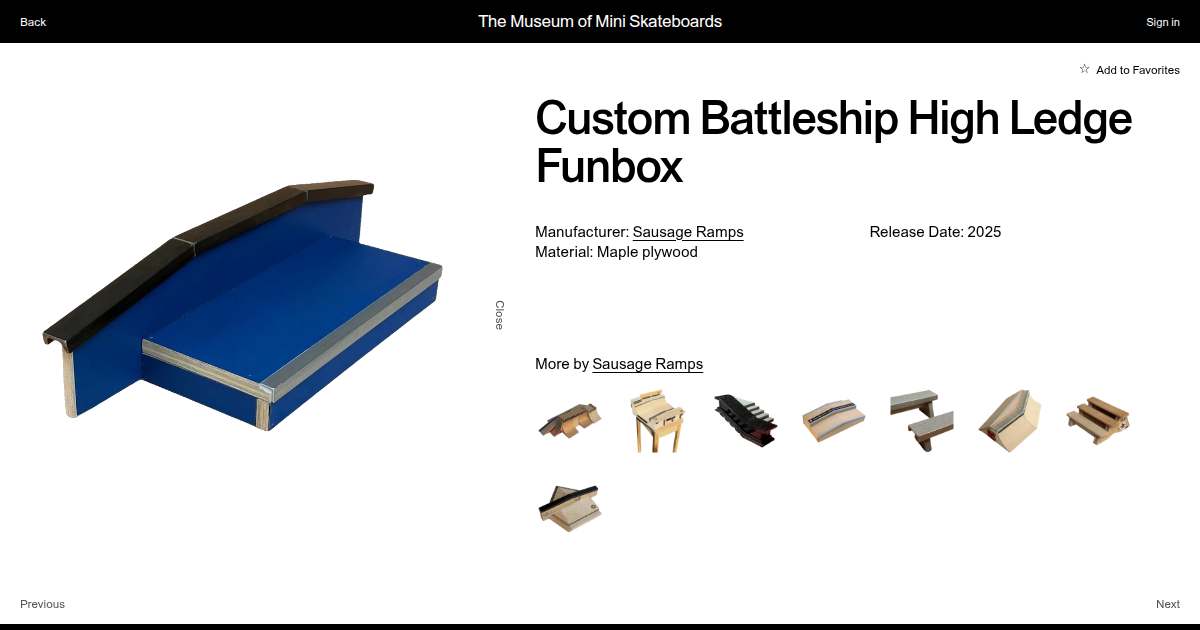 Back
The Museum of Mini Skateboards
Sign in
☆ Add to Favorites
Custom Battleship High Ledge
Funbox
Manufacturer: Sausage Ramps
Release Date: 2025
Material: Maple plywood
Close
More by Sausage Ramps
Previous
Next